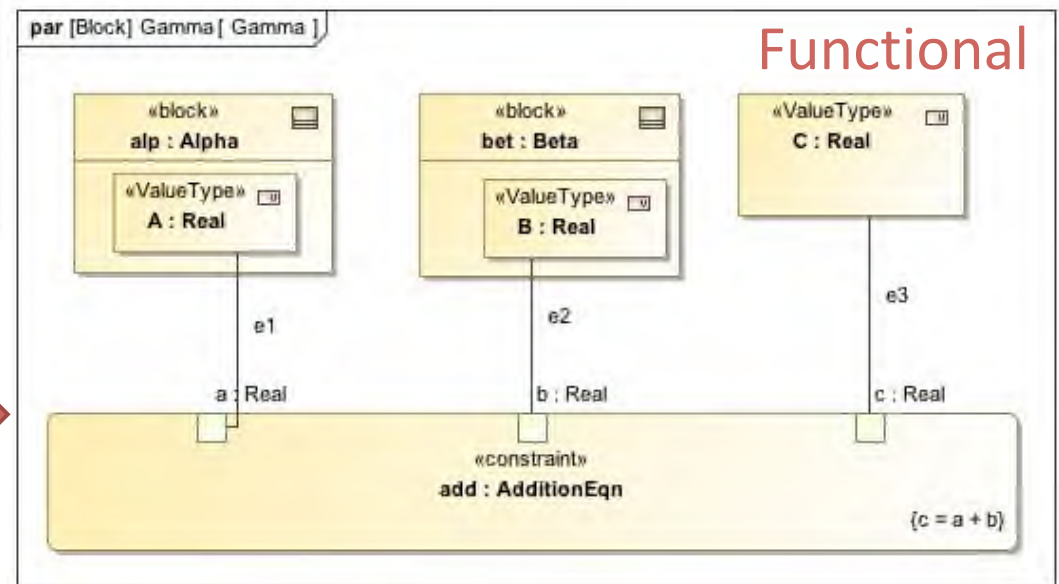 par [Block] Gamma [ Gamma ]
Functional
«block»
alp : Alpha
«ValueType»
A : Real
«block»
bet : Beta
«ValueType»
B : Real
«ValueType»
C : Real
e1
e2
e3
a : Real
b : Real
c : Real
«constraint»
add : AdditionEqn
{c = a + b}